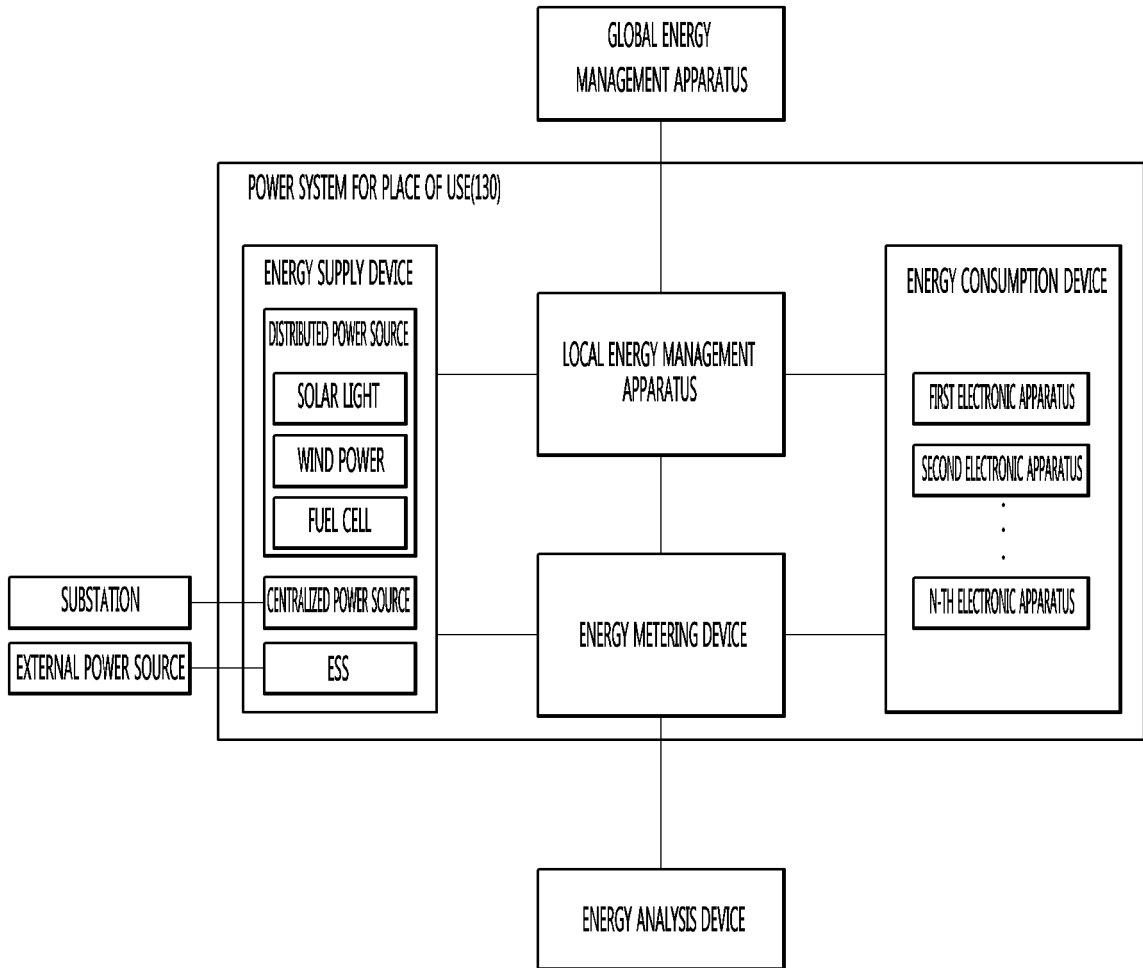 GLOBAL ENERGY
MANAGEMENT APPARATUS
POWER SYSTEM FOR PLACE OF USE(130)
ENERGY SUPPLY DEVICE
DISTRIBUTED POWER SOURCE
SOLAR LIGHT
WIND POWER
FUEL CELL
CENTRALIZED POWER SOURCE
ESS
SUBSTATION
EXTERNAL POWER SOURCE
LOCAL ENERGY MANAGEMENT
APPARATUS
ENERGY METERING DEVICE
ENERGY CONSUMPTION DEVICE
FIRST ELECTRONIC APPARATUS
SECOND ELECTRONIC APPARATUS
N-TH ELECTRONIC APPARATUS
ENERGY ANALYSIS DEVICE